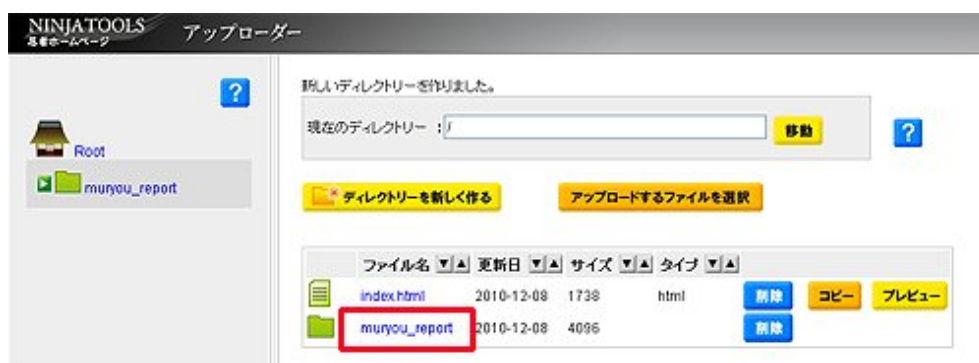 NINJATOOLS
忍者ホームページ
アップローダー
?
Root
muryou_report
新しいディレクトリーを作りました。
現在のディレクトリー :/ 移動
?
ディレクトリーを新しく作る アップロードするファイルを選択
ファイル名 ▼▲ 更新日 ▼▲ サイズ ▼▲ タイプ ▼▲
index.html 2010-12-08 1738 html 削除 コピー プレビュー
muryou_report 2010-12-08 4096 削除